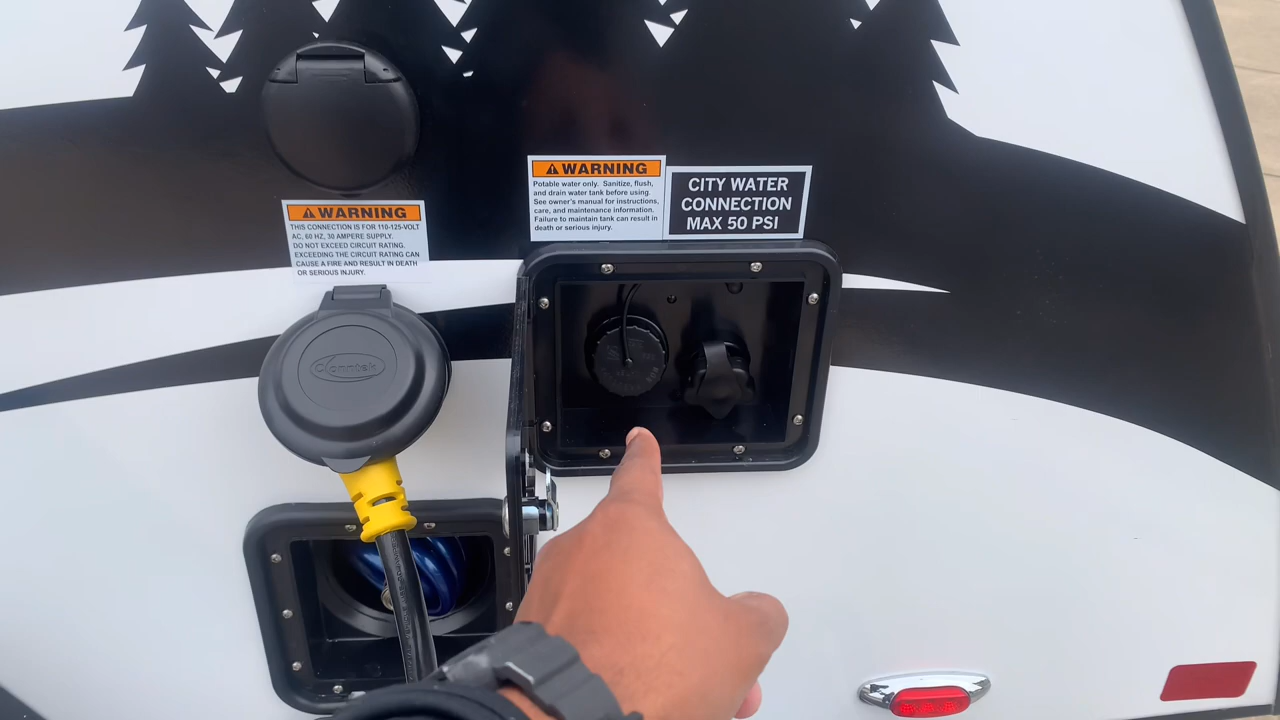 WARNING
Potable water only. Sanitize, flush,
and drain water tank before using.
See owner's manual for instructions,
care, and maintenance information.
Failure to maintain tank can result in
death or serious injury.
CITY WATER
CONNECTION
MAX 50 PSI
WARNING
THIS CONNECTION IS FOR 110-125-VOLT
AC, 60 HZ, 30 AMPERE SUPPLY.
DO NOT EXCEED CIRCUIT RATING.
EXCEEDING THE CIRCUIT RATING CAN
CAUSE A FIRE AND RESULT IN DEATH
OR SERIOUS INJURY.
Conntek